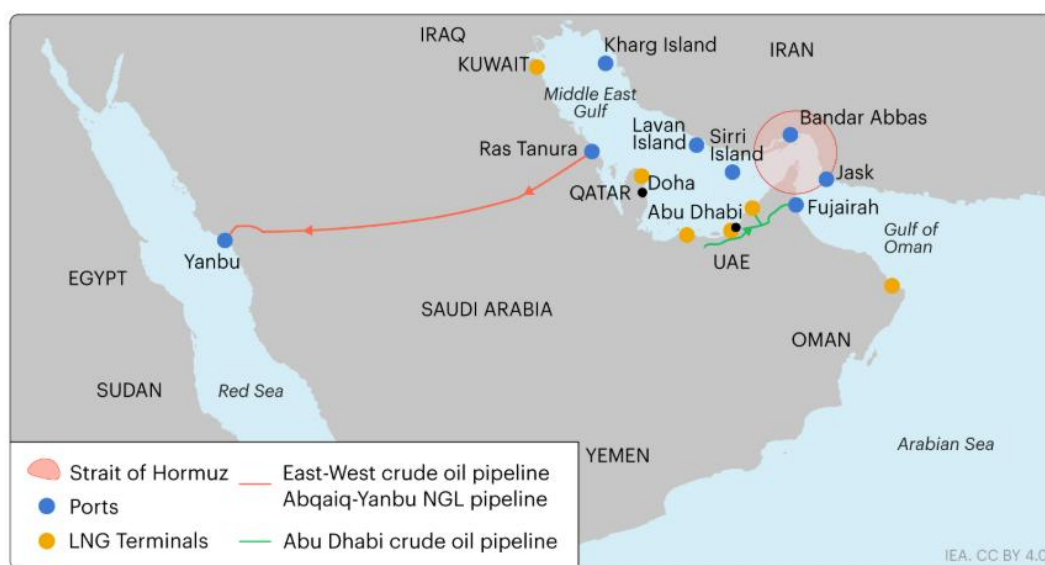 IRAQ
IRAN
KUWAIT
Kharg Island
Middle East
Gulf
Bandar Abbas
Lavan
Island
Sirri
Island
Ras Tanura
Jask
QATAR
Doha
Abu Dhabi
Fujairah
Gulf of
Oman
UAE
Yanbu
EGYPT
SAUDI ARABIA
OMAN
SUDAN
Red Sea
YEMEN
Arabian Sea
Strait of Hormuz
Ports
LNG Terminals
East-West crude oil pipeline
Abqaiq-Yanbu NGL pipeline
Abu Dhabi crude oil pipeline
IEA. CC BY 4.0